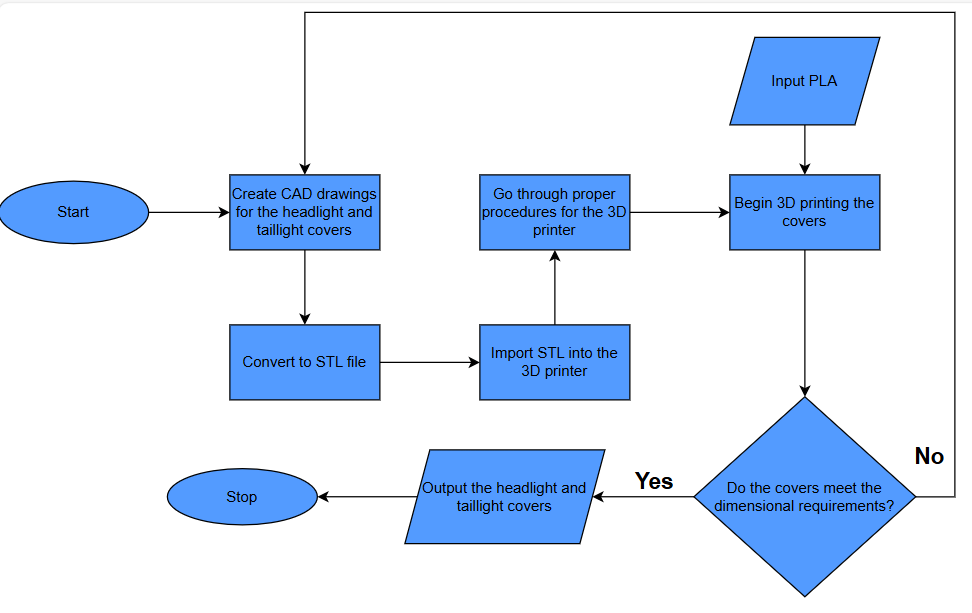 Start
Create CAD drawings
for the headlight and
taillight covers
Convert to STL file
Import STL into the
3D printer
Go through proper
procedures for the 3D
printer
Input PLA
Begin 3D printing the
covers
Do the covers meet the
dimensional requirements?
No
Yes
Output the headlight and
taillight covers
Stop